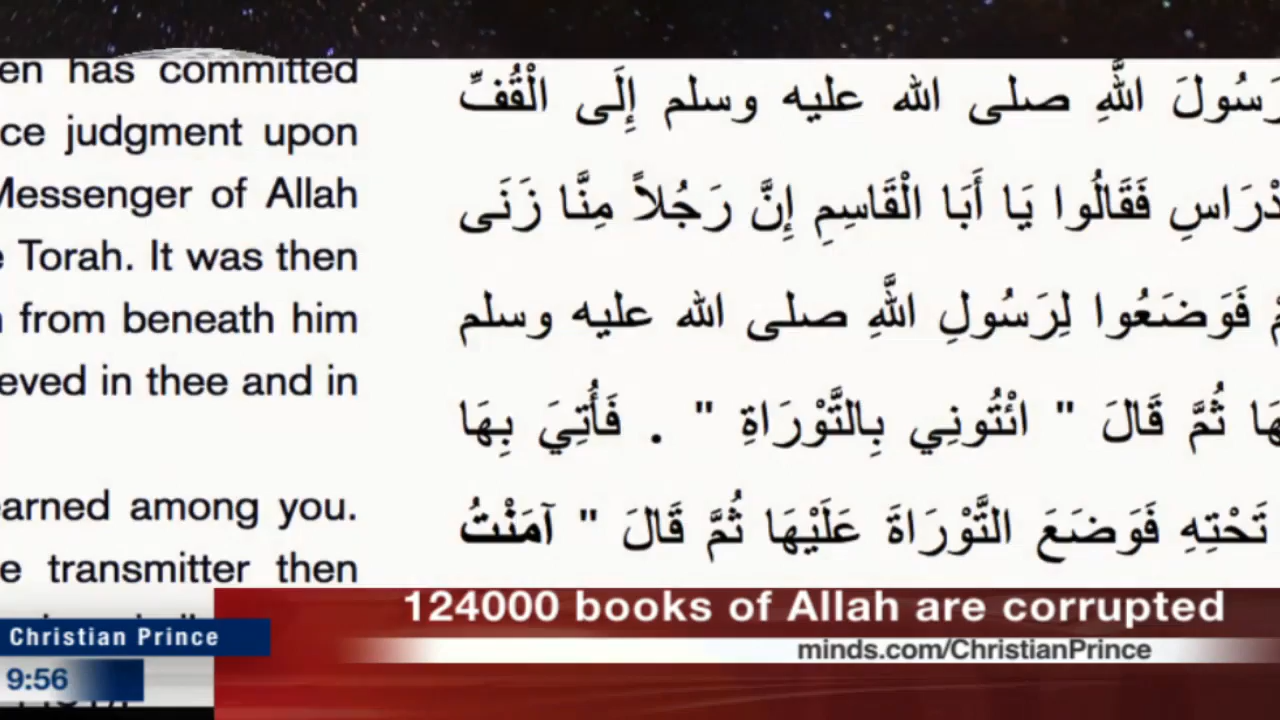 en has committed
ce judgment upon
Messenger of Allah
Torah. It was then
from beneath him
eved in thee and in
earned among you.
e transmitter then
رَسُولَ اللَّهِ صلى الله عليه وسلم إِلَى الْقُفِّ
دْرَاسِ فَقَالُوا يَا أَبَا الْقَاسِمِ إِنَّ رَجُلاً مِنَّا زَنَى
فَوَضَعُوا لِرَسُولِ اللَّهِ صلى الله عليه وسلم
هَا ثُمَّ قَالَ " ائْتُونِي بِالتَّوْرَاةِ " . فَأُتِيَ بِهَا
تَحْتِهِ فَوَضَعَ التَّوْرَاةَ عَلَيْهَا ثُمَّ قَالَ " آمَنْتُ
124000 books of Allah are corrupted
minds.com/ChristianPrince
Christian Prince
9:56